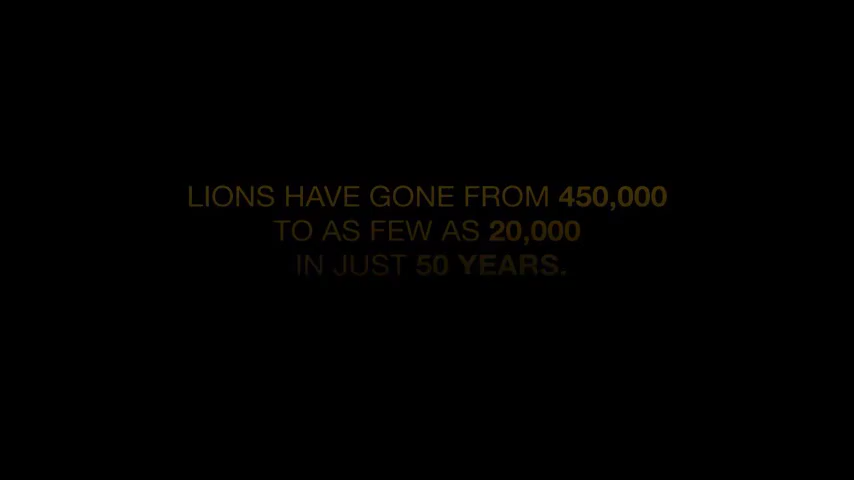 LIONS HAVE GONE FROM 450,000
TO AS FEW AS 20,000
IN JUST 50 YEARS.